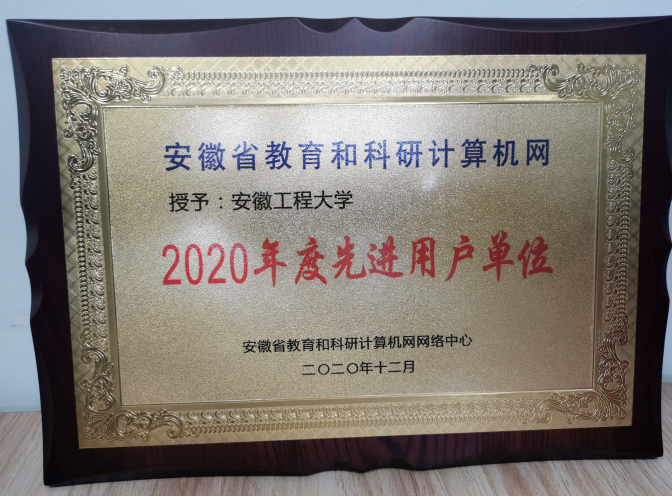 安徽省教育和科研计算机网
授予：安徽工程大学
2020年度先进用户单位
安徽省教育和科研计算机网网络中心
二〇二〇年十二月